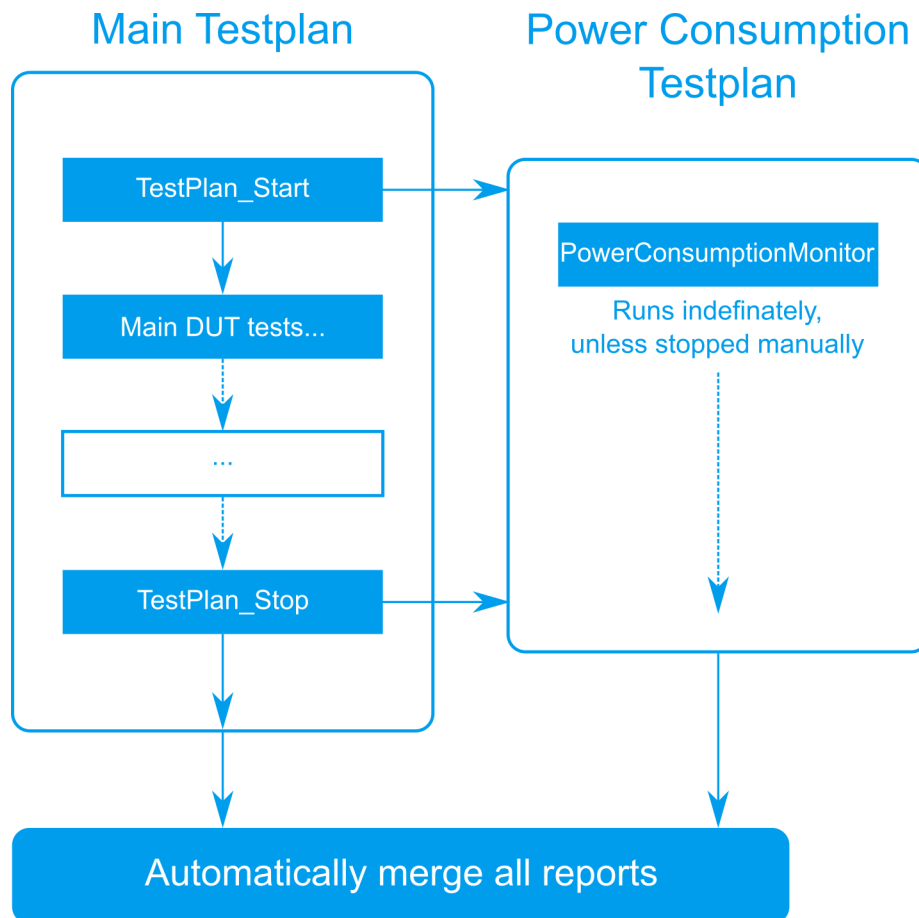 Main Testplan
TestPlan_Start
Main DUT tests...
...
TestPlan_Stop
Power Consumption
Testplan
PowerConsumptionMonitor
Runs indefinately,
unless stopped manually
Automatically merge all reports